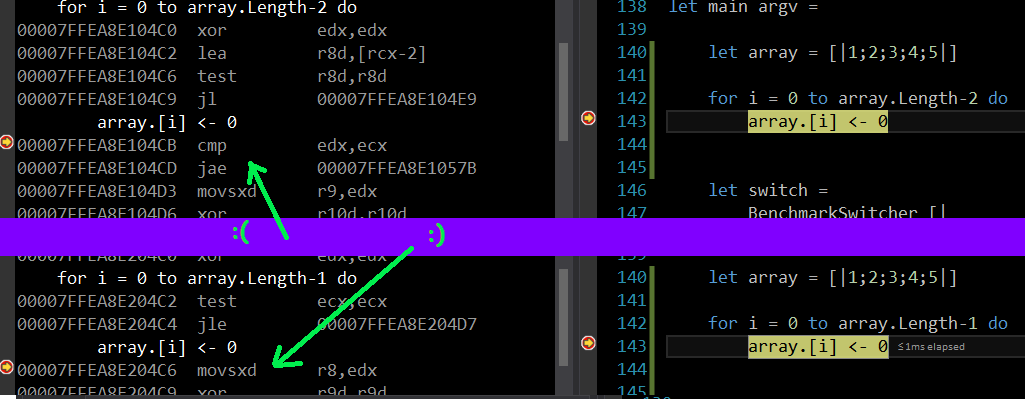 for i = 0 to array.Length-2 do
00007FFEA8E104C0 xor edx,edx
00007FFEA8E104C2 lea r8d,[rcx-2]
00007FFEA8E104C6 test r8d,r8d
00007FFEA8E104C9 jl 00007FFEA8E104E9
array.[i] <- 0
00007FFEA8E104CB cmp edx,ecx
00007FFEA8E104CD jae 00007FFEA8E1057B
00007FFEA8E104D3 movsxd r9,edx
00007FFEA8E104D6 xor r10d,r10d
138 let main argv =
139
140 let array = [|1;2;3;4;5|]
141
142 for i = 0 to array.Length-2 do
143 array.[i] <- 0
144
145
146 let switch =
147 BenchmarkSwitcher [|
:( :)
for i = 0 to array.Length-1 do
00007FFEA8E204C2 test ecx,ecx
00007FFEA8E204C4 jle 00007FFEA8E204D7
array.[i] <- 0
00007FFEA8E204C6 movsxd r8,edx
00007FFEA8E204C9 xor r9d,r9d
140 let array = [|1;2;3;4;5|]
141
142 for i = 0 to array.Length-1 do
143 array.[i] <- 0 ≤1ms elapsed
144
145